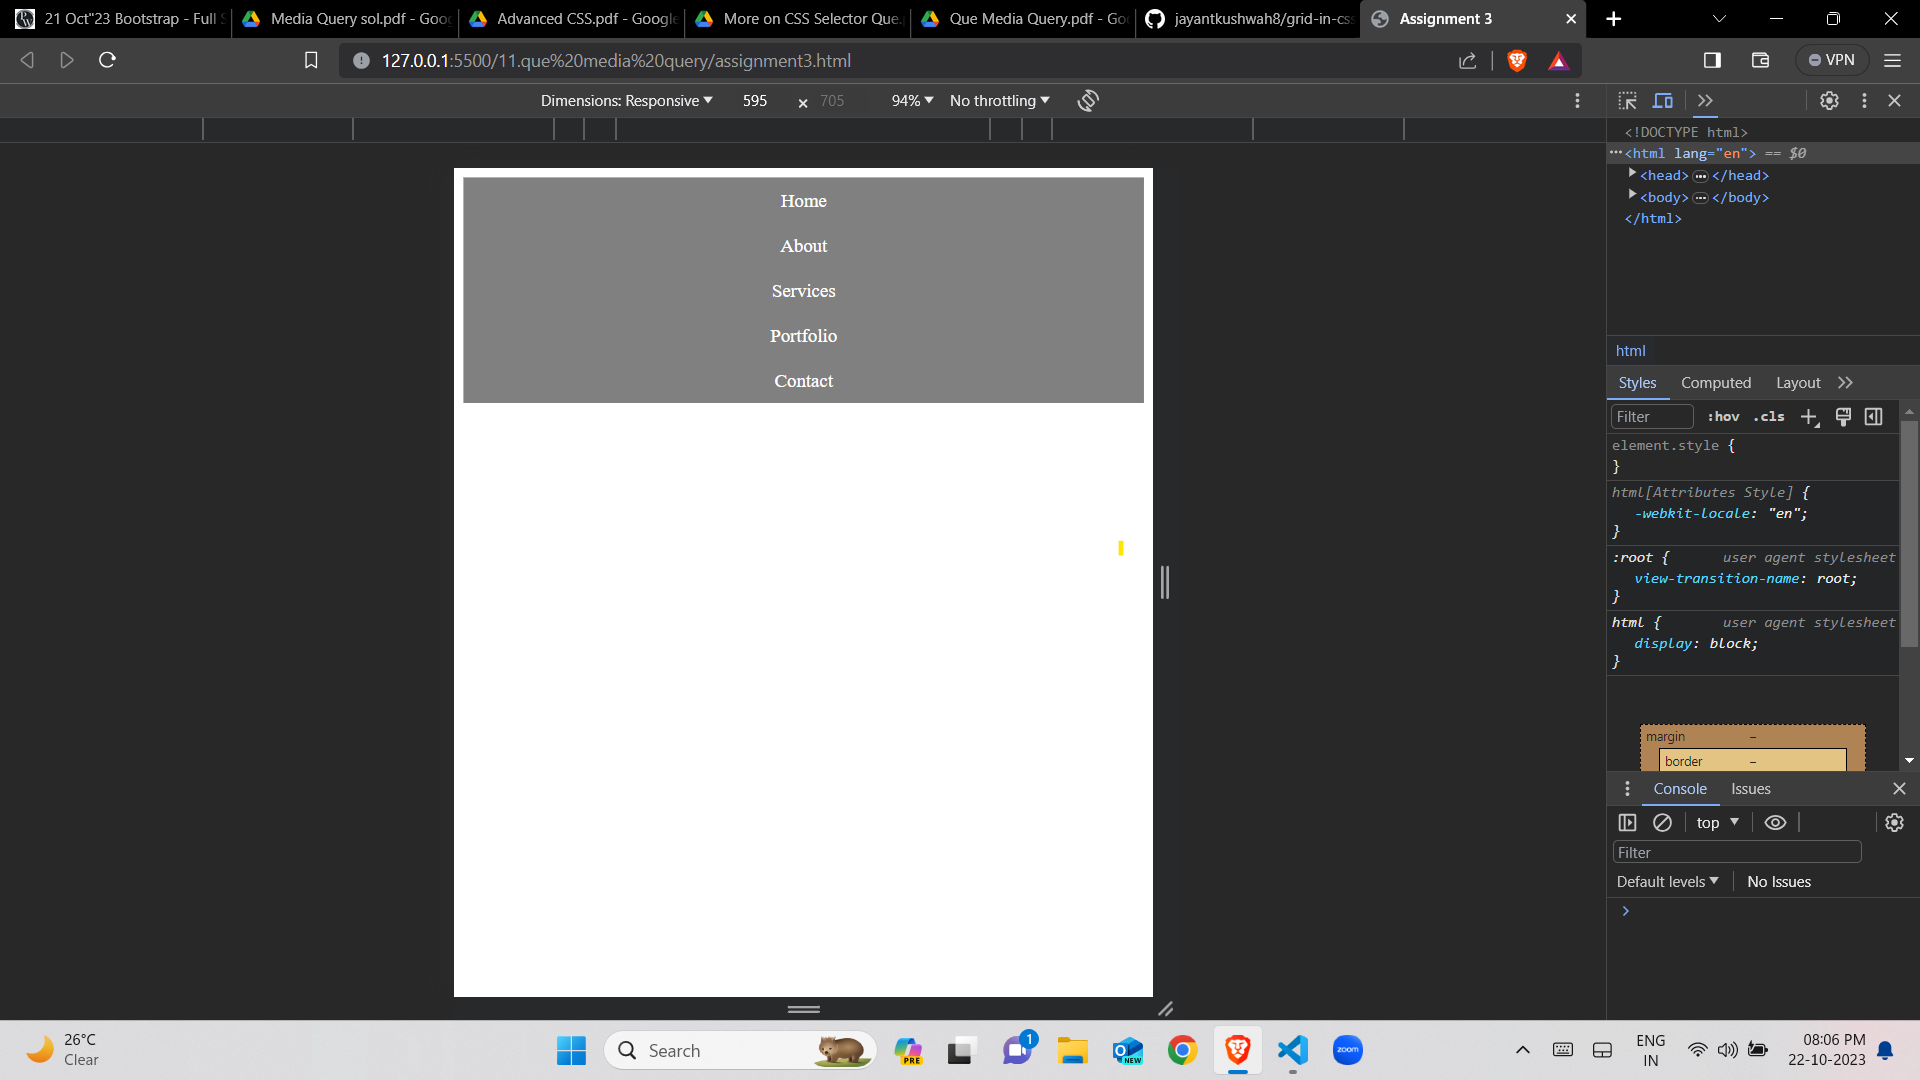 21 Oct"23 Bootstrap - Full S
Media Query sol.pdf - Goog
Advanced CSS.pdf - Google
More on CSS Selector Que.
Que Media Query.pdf - Go
jayantkushwah8/grid-in-css
Assignment 3
127.0.0.1:5500/11.que%20media%20query/assignment3.html
VPN
Dimensions: Responsive 595 × 705 94% No throttling
Home
About
Services
Portfolio
Contact
<!DOCTYPE html>
<html lang="en"> == $0
<head> </head>
<body> </body>
</html>
html
Styles Computed Layout
Filter :hov .cls
element.style {
}
html[Attributes Style] {
-webkit-locale: "en";
}
:root { user agent stylesheet
view-transition-name: root;
}
html { user agent stylesheet
display: block;
}
margin –
border –
Console Issues
top
Filter
Default levels No Issues
26°C
Clear
Search
PRE
1
NEW
zoom
ENG
IN
08:06 PM
22-10-2023